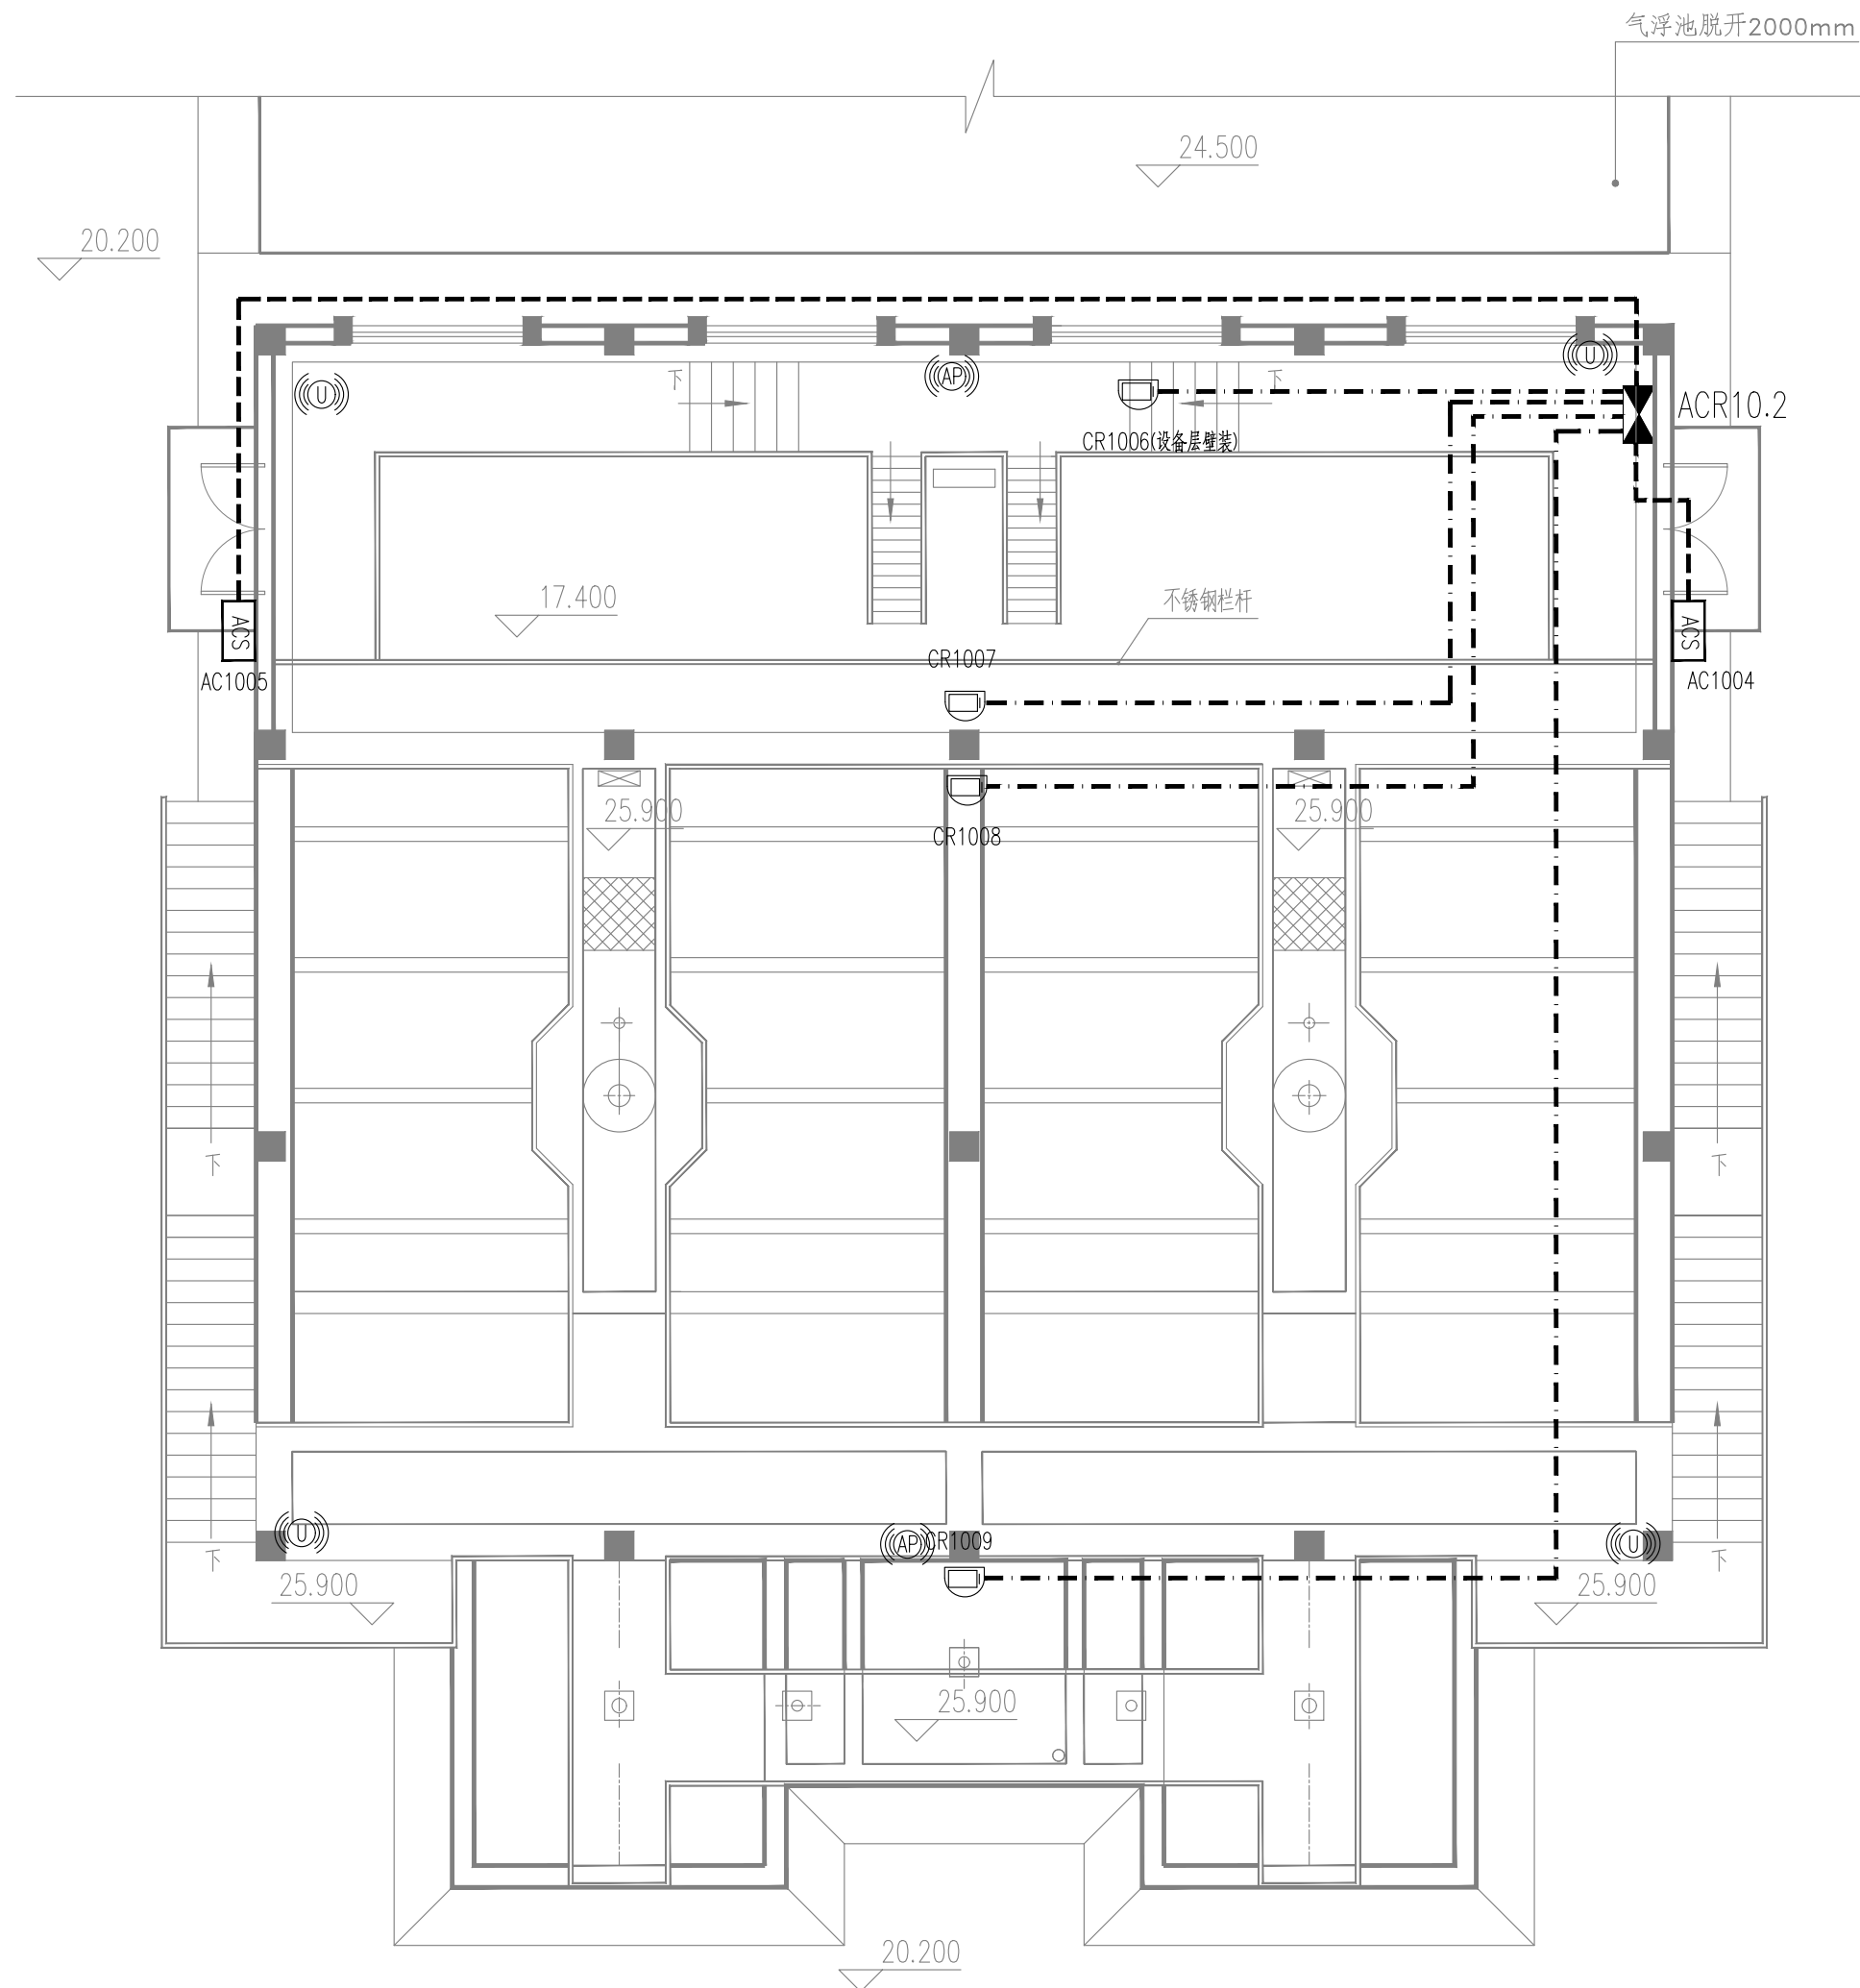 气浮池脱开2000mm
24.500
20.200
U
AP
U
下
下
ACR10.2
CR1006(设备层壁装)
17.400
不锈钢栏杆
ACS
ACS
CR1007
AC1005
AC1004
25.900
25.900
CR1008
下
下
U
AP
CR1009
U
下
下
25.900
25.900
25.900
20.200